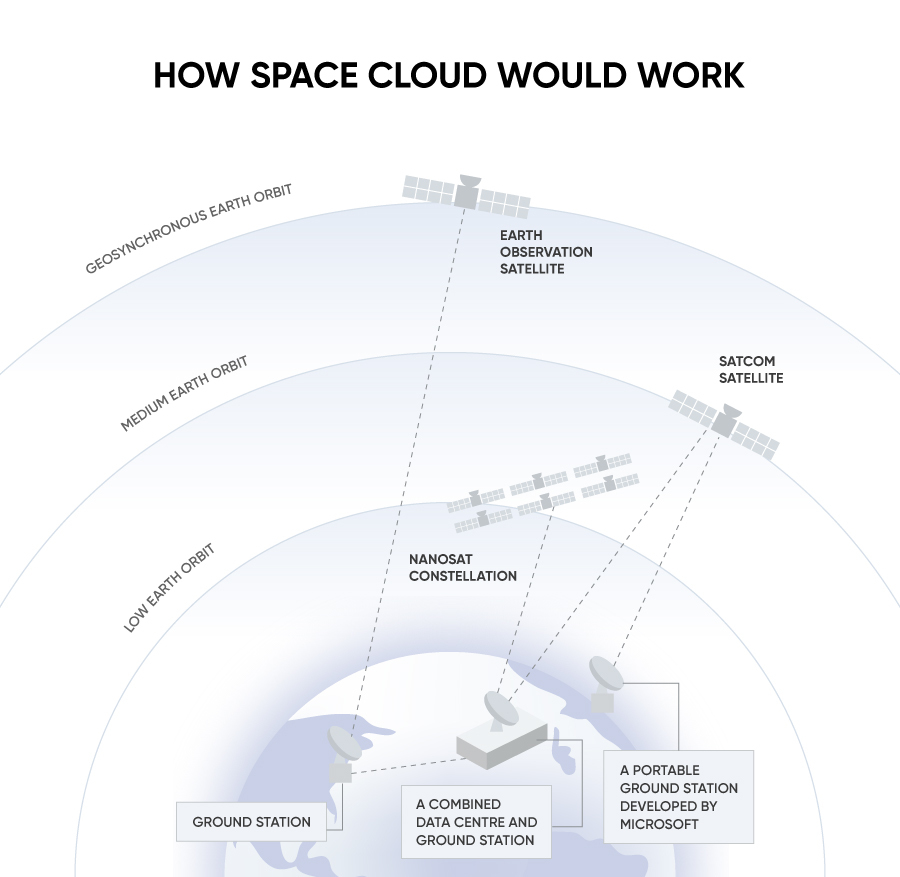 HOW SPACE CLOUD WOULD WORK
GEOSYNCHRONOUS EARTH ORBIT
EARTH
OBSERVATION
SATELLITE
MEDIUM EARTH ORBIT
SATCOM
SATELLITE
LOW EARTH ORBIT
NANOSAT
CONSTELLATION
GROUND STATION
A COMBINED
DATA CENTRE AND
GROUND STATION
A PORTABLE
GROUND STATION
DEVELOPED BY
MICROSOFT